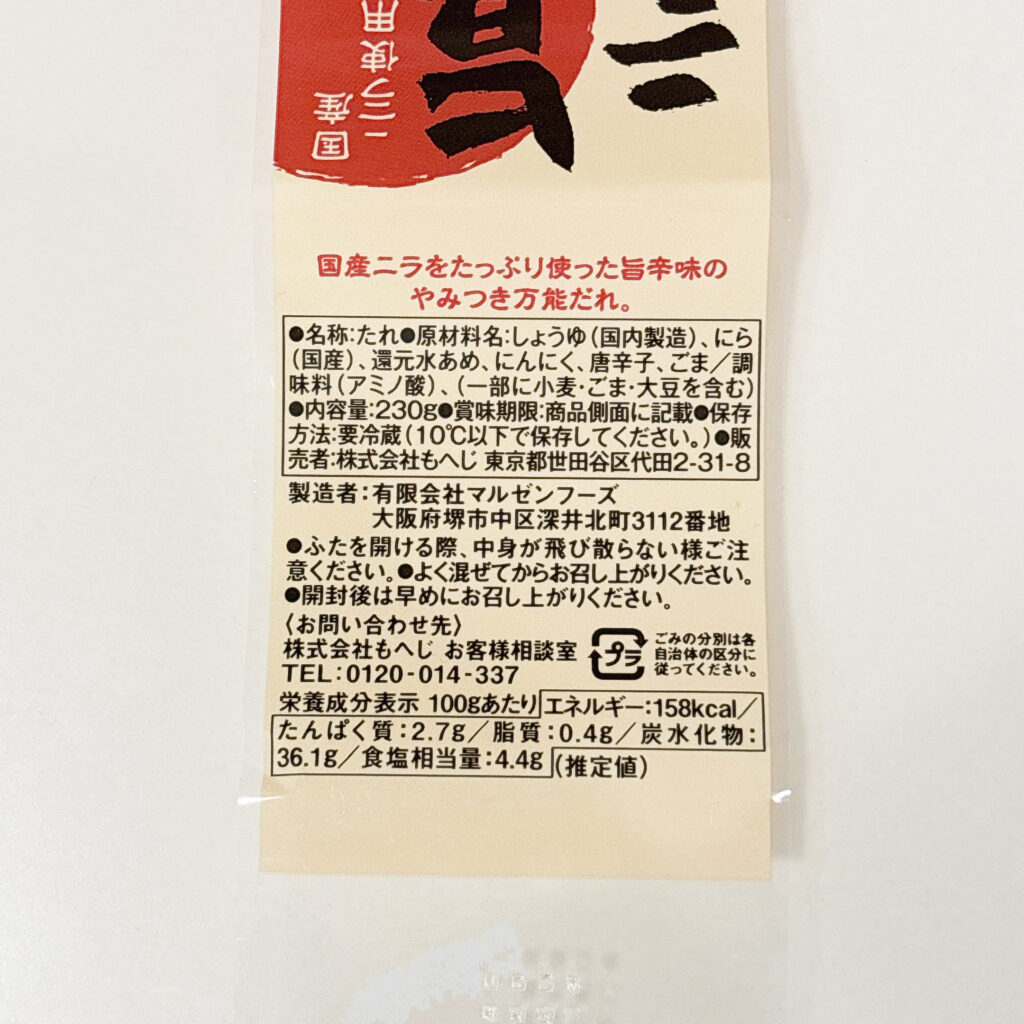 国産
ニラ使用
旨
ニラ
国産ニラをたっぷり使った旨辛味の
やみつき万能だれ。
●名称:たれ●原材料名:しょうゆ(国内製造)、にら
(国産)、還元水あめ、にんにく、唐辛子、ごま/調
味料(アミノ酸)、(一部に小麦・ごま・大豆を含む)
●内容量:230g●賞味期限:商品側面に記載●保存
方法:要冷蔵(10℃以下で保存してください。)●販
売者:株式会社もへじ 東京都世田谷区代田2-31-8
製造者:有限会社マルゼンフーズ
大阪府堺市中区深井北町3112番地
●ふたを開ける際、中身が飛び散らない様ご注
意ください。●よく混ぜてからお召し上がりください。
●開封後は早めにお召し上がりください。
〈お問い合わせ先〉
株式会社もへじ お客様相談室
TEL:0120-014-337
プラ
ごみの分別は各
自治体の区分に
従ってください。
栄養成分表示 100gあたり エネルギー:158kcal/
たんぱく質:2.7g/脂質:0.4g/炭水化物:
36.1g/食塩相当量:4.4g (推定値)